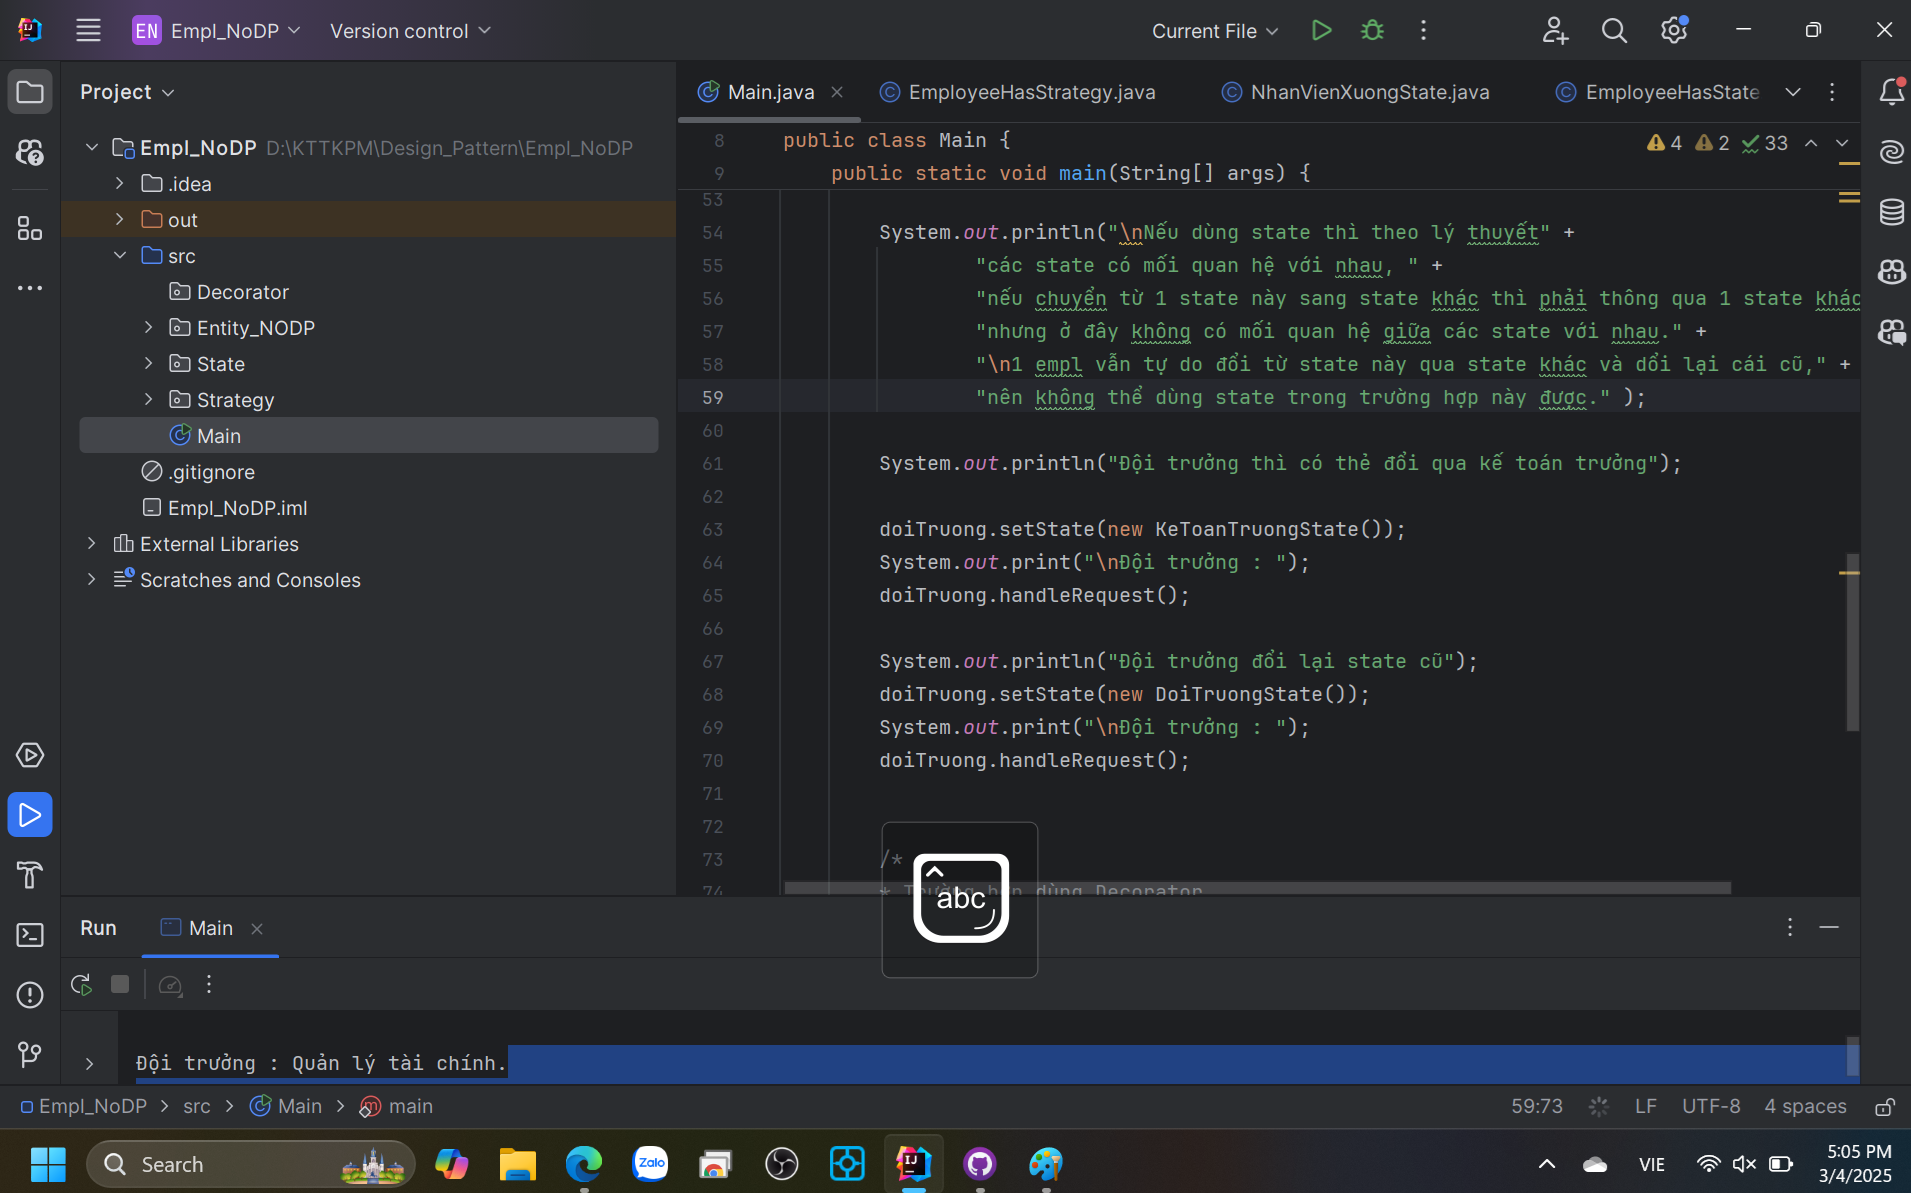 EN Empl_NoDP
Version control
Current File
Project
Main.java
EmployeeHasStrategy.java
NhanVienXuongState.java
EmployeeHasState
Empl_NoDP D:\KTTKPM\Design_Pattern\Empl_NoDP
.idea
out
src
Decorator
Entity_NODP
State
Strategy
Main
.gitignore
Empl_NoDP.iml
External Libraries
Scratches and Consoles
4 2 33
8 public class Main {
9 public static void main(String[] args) {
53
54 System.out.println("\nNếu dùng state thì theo lý thuyết" +
55 "các state có mối quan hệ với nhau, " +
56 "nếu chuyển từ 1 state này sang state khác thì phải thông qua 1 state khác
57 "nhưng ở đây không có mối quan hệ giữa các state với nhau." +
58 "\n1 empl vẫn tự do đổi từ state này qua state khác và dổi lại cái cũ," +
59 "nên không thể dùng state trong trường hợp này được." );
60
61 System.out.println("Đội trưởng thì có thẻ đổi qua kế toán trưởng");
62
63 doiTruong.setState(new KeToanTruongState());
64 System.out.print("\nĐội trưởng : ");
65 doiTruong.handleRequest();
66
67 System.out.println("Đội trưởng đổi lại state cũ");
68 doiTruong.setState(new DoiTruongState());
69 System.out.print("\nĐội trưởng : ");
70 doiTruong.handleRequest();
71
72
73 /*
74 * Trường hợp dùng Decorator
abc
Run
Main
Đội trưởng : Quản lý tài chính.
Empl_NoDP > src > Main > main
59:73 LF UTF-8 4 spaces
Search
Zalo
VIE
5:05 PM
3/4/2025